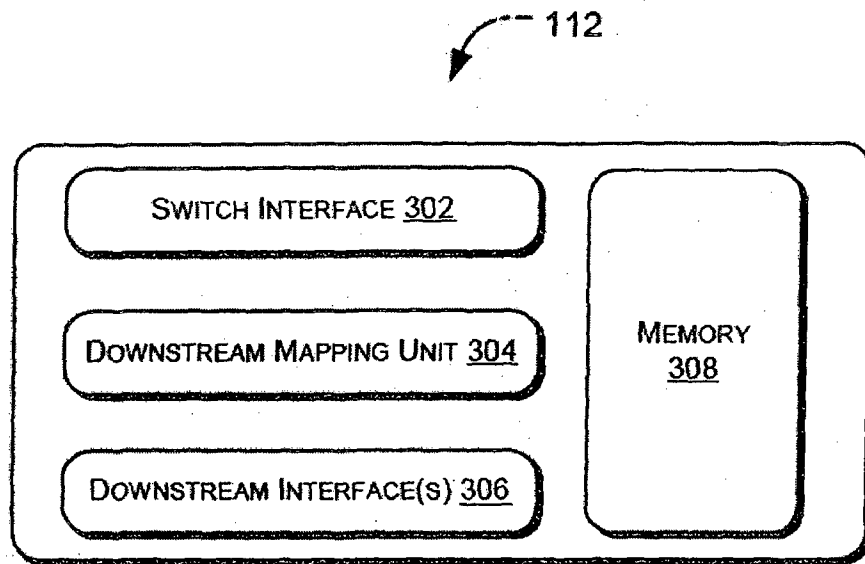 112
SWITCH INTERFACE 302
DOWNSTREAM MAPPING UNIT 304
DOWNSTREAM INTERFACE(S) 306
MEMORY
308